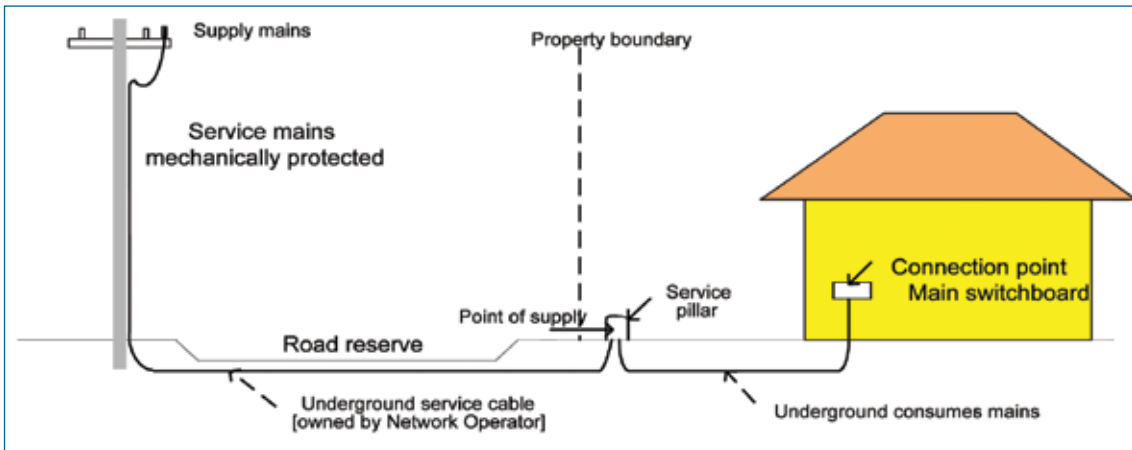 Supply mains
Property boundary
Service mains
mechanically protected
Connection point
Main switchboard
Service
pillar
Point of supply
Road reserve
Underground service cable
[owned by Network Operator]
Underground consumes mains